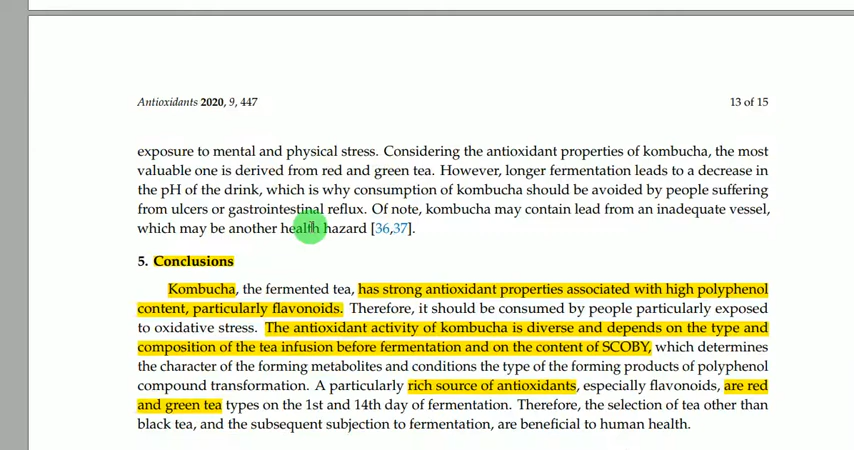 Antioxidants 2020, 9, 447
13 of 15
exposure to mental and physical stress. Considering the antioxidant properties of kombucha, the most
valuable one is derived from red and green tea. However, longer fermentation leads to a decrease in
the pH of the drink, which is why consumption of kombucha should be avoided by people suffering
from ulcers or gastrointestinal reflux. Of note, kombucha may contain lead from an inadequate vessel,
which may be another health hazard [36,37].
5. Conclusions
Kombucha, the fermented tea, has strong antioxidant properties associated with high polyphenol
content, particularly flavonoids. Therefore, it should be consumed by people particularly exposed
to oxidative stress. The antioxidant activity of kombucha is diverse and depends on the type and
composition of the tea infusion before fermentation and on the content of SCOBY, which determines
the character of the forming metabolites and conditions the type of the forming products of polyphenol
compound transformation. A particularly rich source of antioxidants, especially flavonoids, are red
and green tea types on the 1st and 14th day of fermentation. Therefore, the selection of tea other than
black tea, and the subsequent subjection to fermentation, are beneficial to human health.